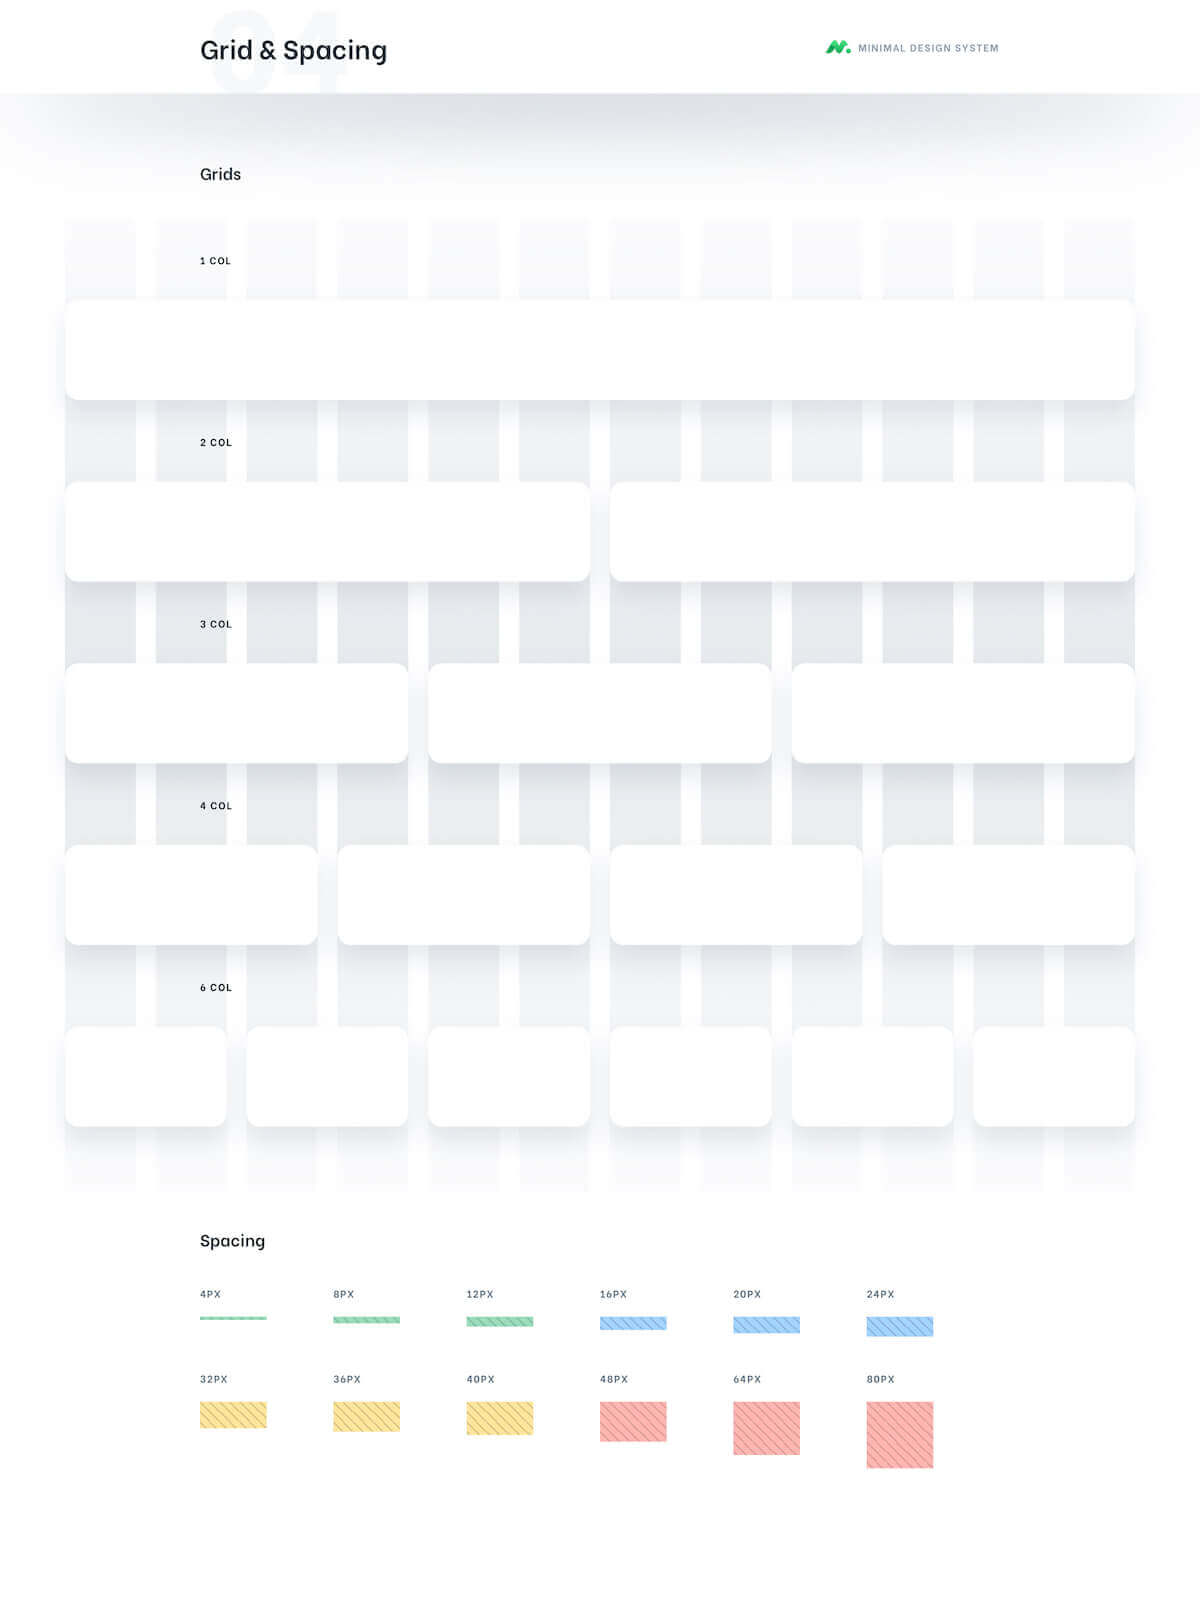 04
Grid & Spacing
MINIMAL DESIGN SYSTEM
Grids
1 COL
2 COL
3 COL
4 COL
6 COL
Spacing
4PX 8PX 12PX 16PX 20PX 24PX
32PX 36PX 40PX 48PX 64PX 80PX